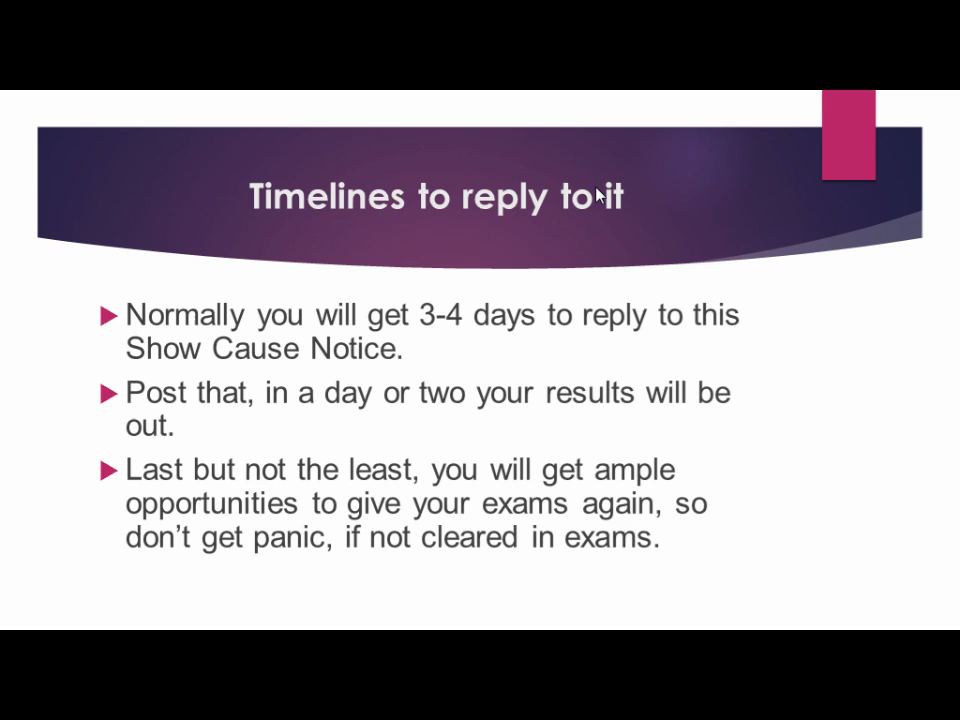 Timelines to reply to it
Normally you will get 3-4 days to reply to this
Show Cause Notice.
Post that, in a day or two your results will be
out.
Last but not the least, you will get ample
opportunities to give your exams again, so
don’t get panic, if not cleared in exams.